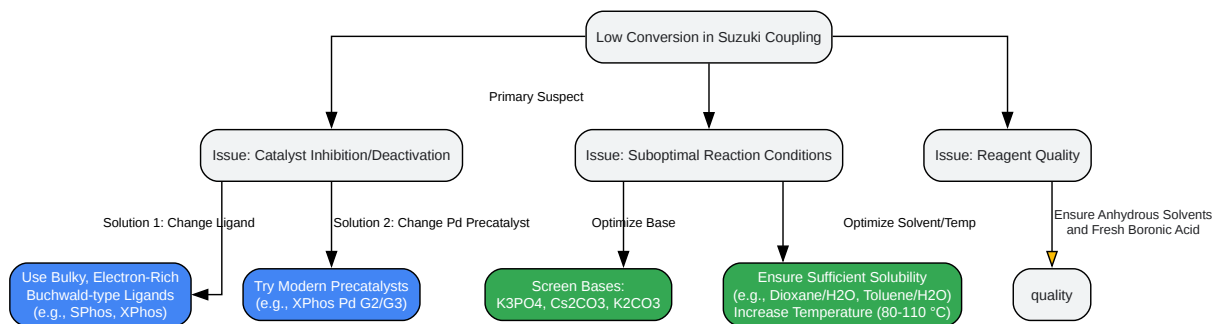 Low Conversion in Suzuki Coupling
Primary Suspect
Issue: Catalyst Inhibition/Deactivation
Issue: Suboptimal Reaction Conditions
Issue: Reagent Quality
Solution 1: Change Ligand
Solution 2: Change Pd Precatalyst
Optimize Base
Optimize Solvent/Temp
Ensure Anhydrous Solvents
and Fresh Boronic Acid
Use Bulky, Electron-Rich
Buchwald-type Ligands
(e.g., SPhos, XPhos)
Try Modern Precatalysts
(e.g., XPhos Pd G2/G3)
Screen Bases:
K3PO4, Cs2CO3, K2CO3
Ensure Sufficient Solubility
(e.g., Dioxane/H2O, Toluene/H2O)
Increase Temperature (80-110 °C)
quality